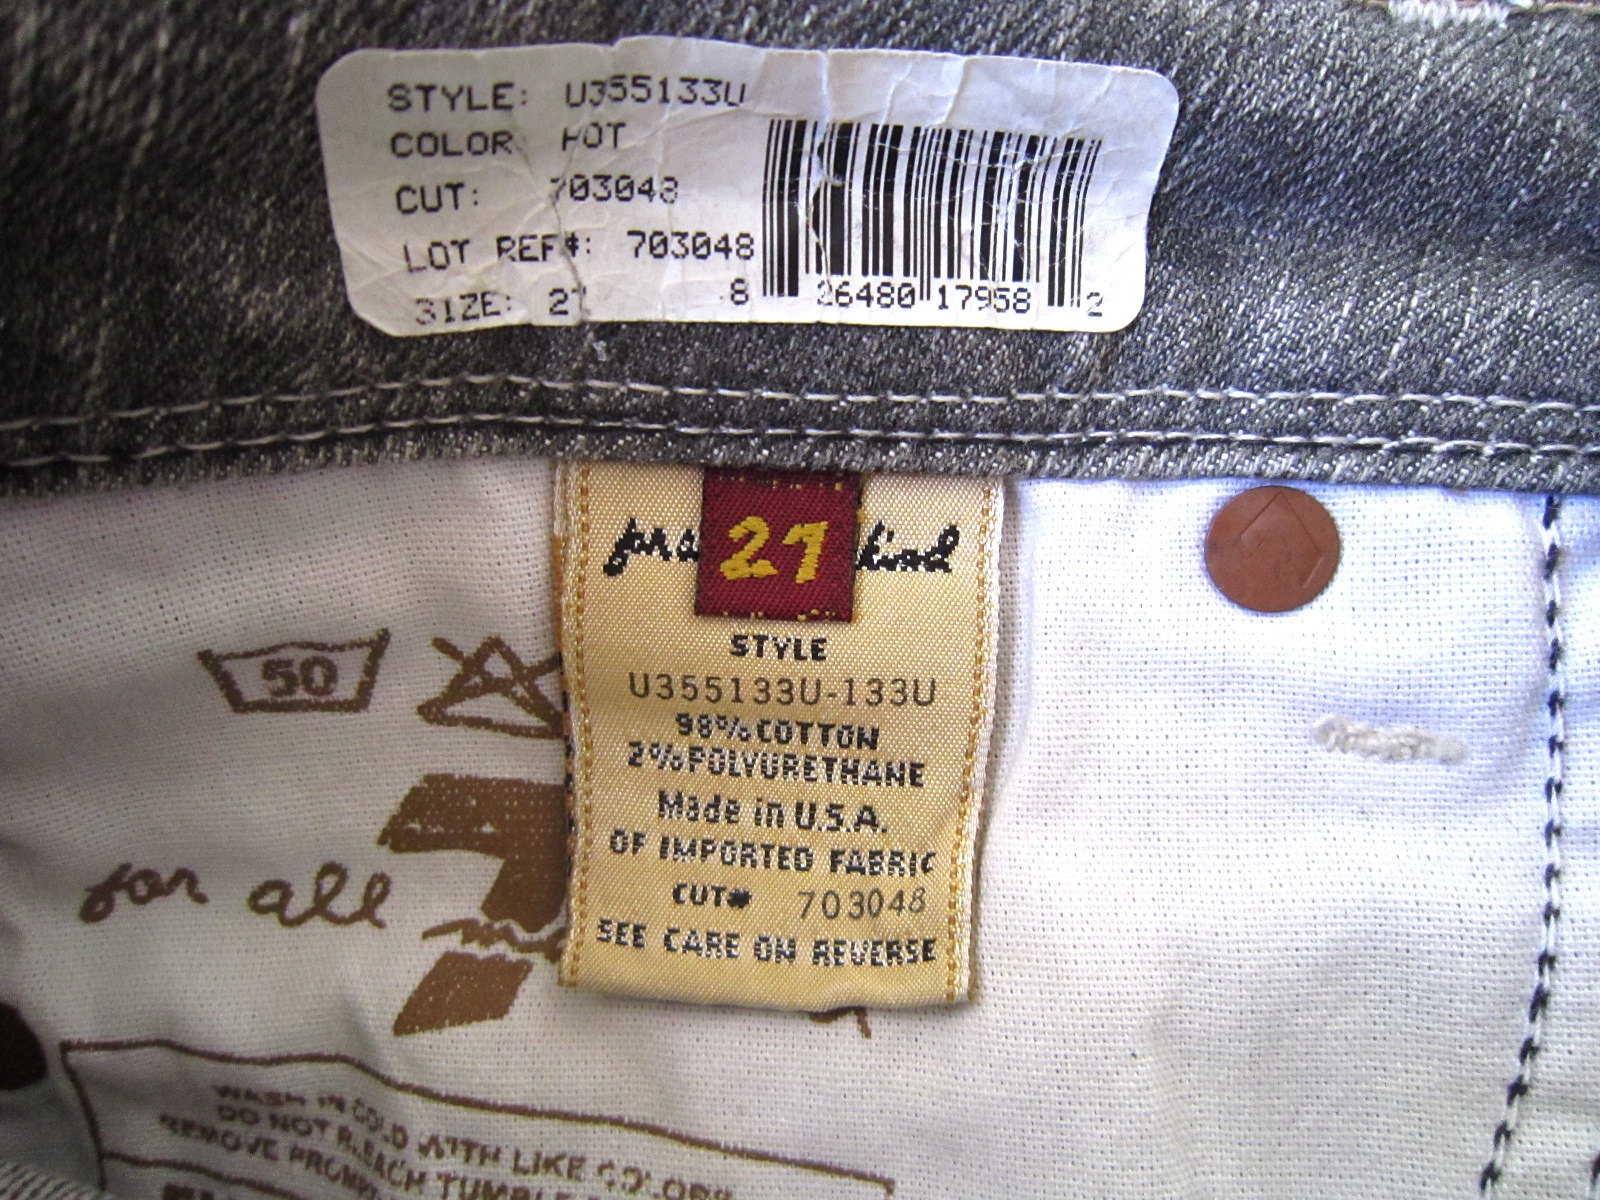 STYLE: U355133U
COLOR: HOT
CUT: 703048
LOT REF#: 703048
SIZE: 27
8 26480 17958 2
27
STYLE
U355133U-133U
98% COTTON
2% POLYURETHANE
Made in U.S.A.
OF IMPORTED FABRIC
CUT# 703048
SEE CARE ON REVERSE
50
for all
WASH IN COLD WITH LIKE COLORS
DO NOT BLEACH TUMBLE
REMOVE